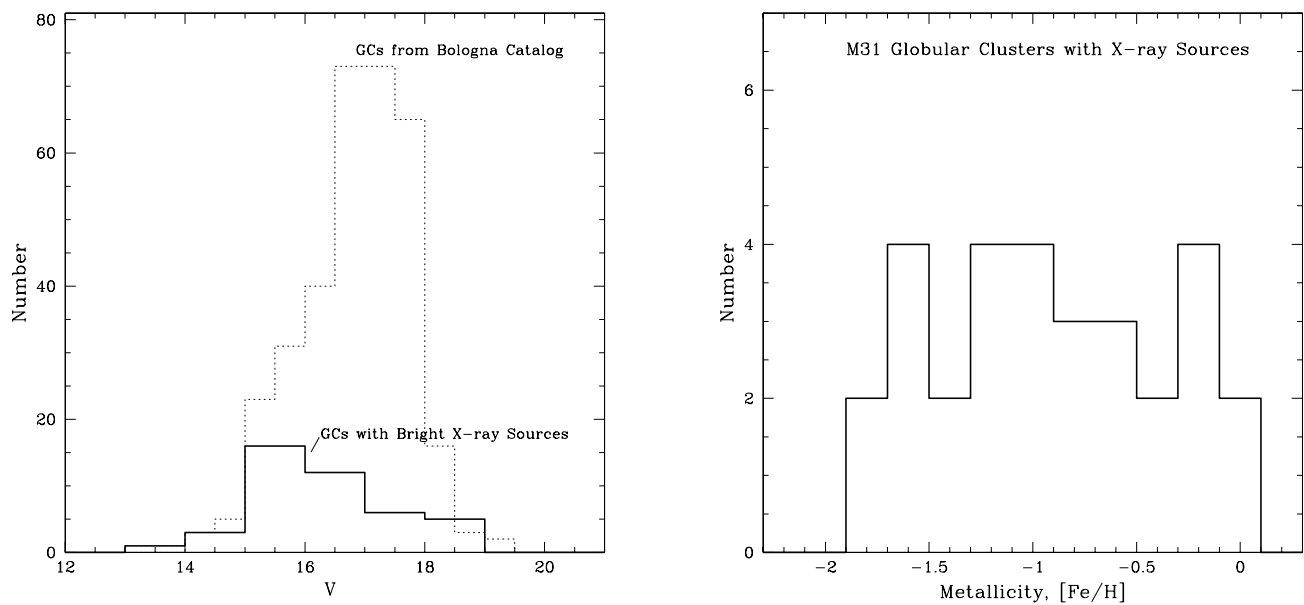 80
60
40
20
0
Number
GCs from Bologna Catalog
GCs with Bright X-ray Sources
12 14 16 18 20
V
6
4
2
0
Number
M31 Globular Clusters with X-ray Sources
-2 -1.5 -1 -0.5 0
Metallicity, [Fe/H]